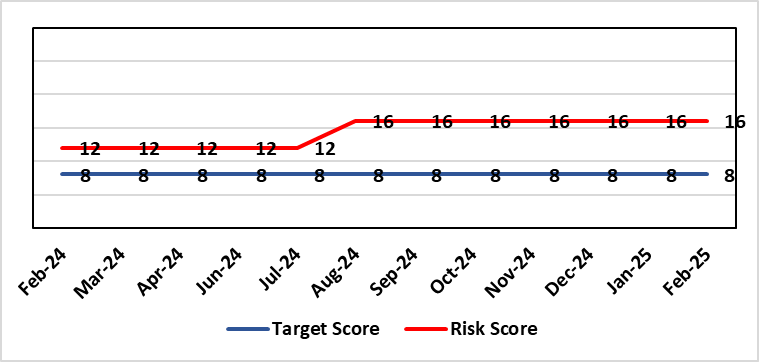 16 16 16 16 16 16 16
12 12 12 12 12
8 8 8 8 8 8 8 8 8 8 8 8
Feb-24 Mar-24 Apr-24 Jun-24 Jul-24 Aug-24 Sep-24 Oct-24 Nov-24 Dec-24 Jan-25 Feb-25
Target Score Risk Score